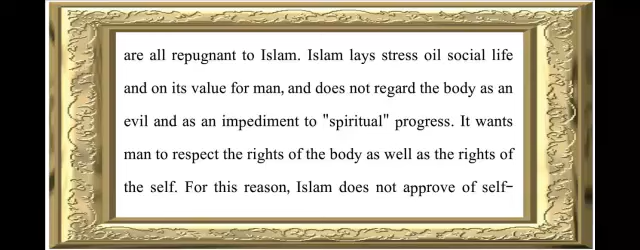 are all repugnant to Islam. Islam lays stress oil social life
and on its value for man, and does not regard the body as an
evil and as an impediment to "spiritual" progress. It wants
man to respect the rights of the body as well as the rights of
the self. For this reason, Islam does not approve of self-